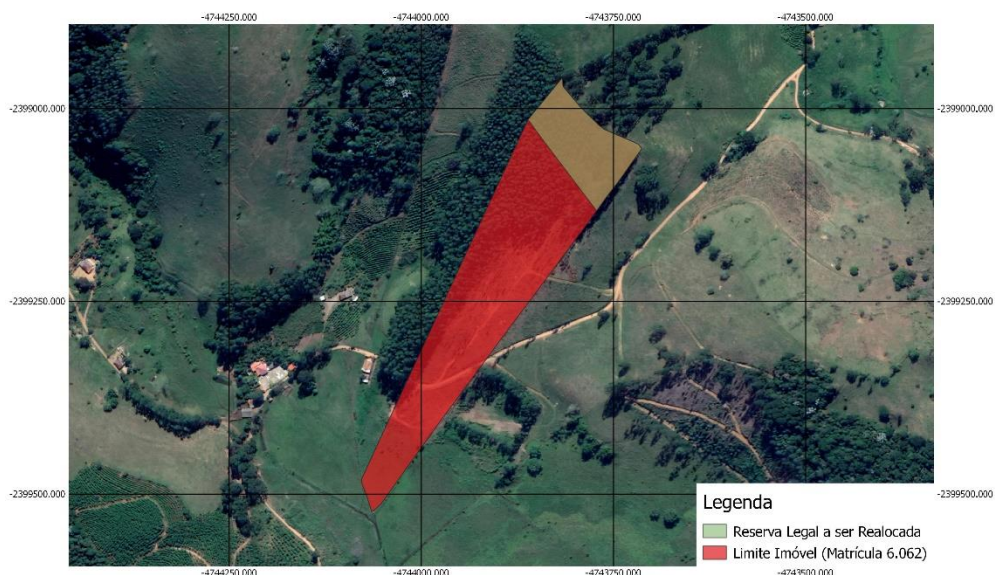 -4744250.000 -4744000.000 -4743750.000 -4743500.000
-2399000.000 -2399000.000
-2399250.000 -2399250.000
-2399500.000 -2399500.000
Legenda
Reserva Legal a ser Realocada
Limite Imóvel (Matrícula 6.062)
-4744250.000 -4744000.000 -4743750.000 -4743500.000